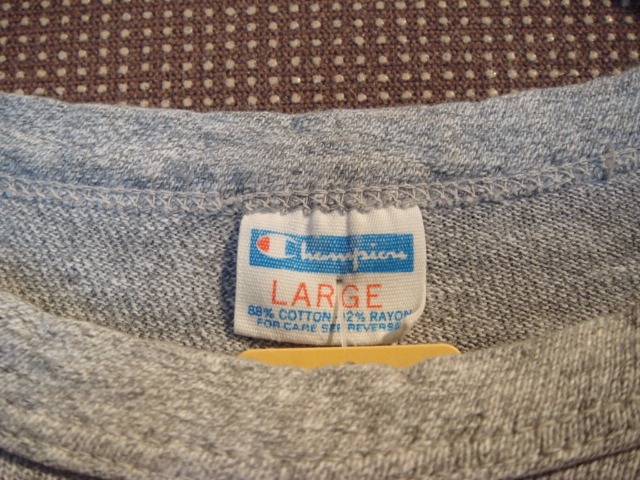 Champion
LARGE
88% COTTON 12% RAYON
FOR CARE SEE REVERSE